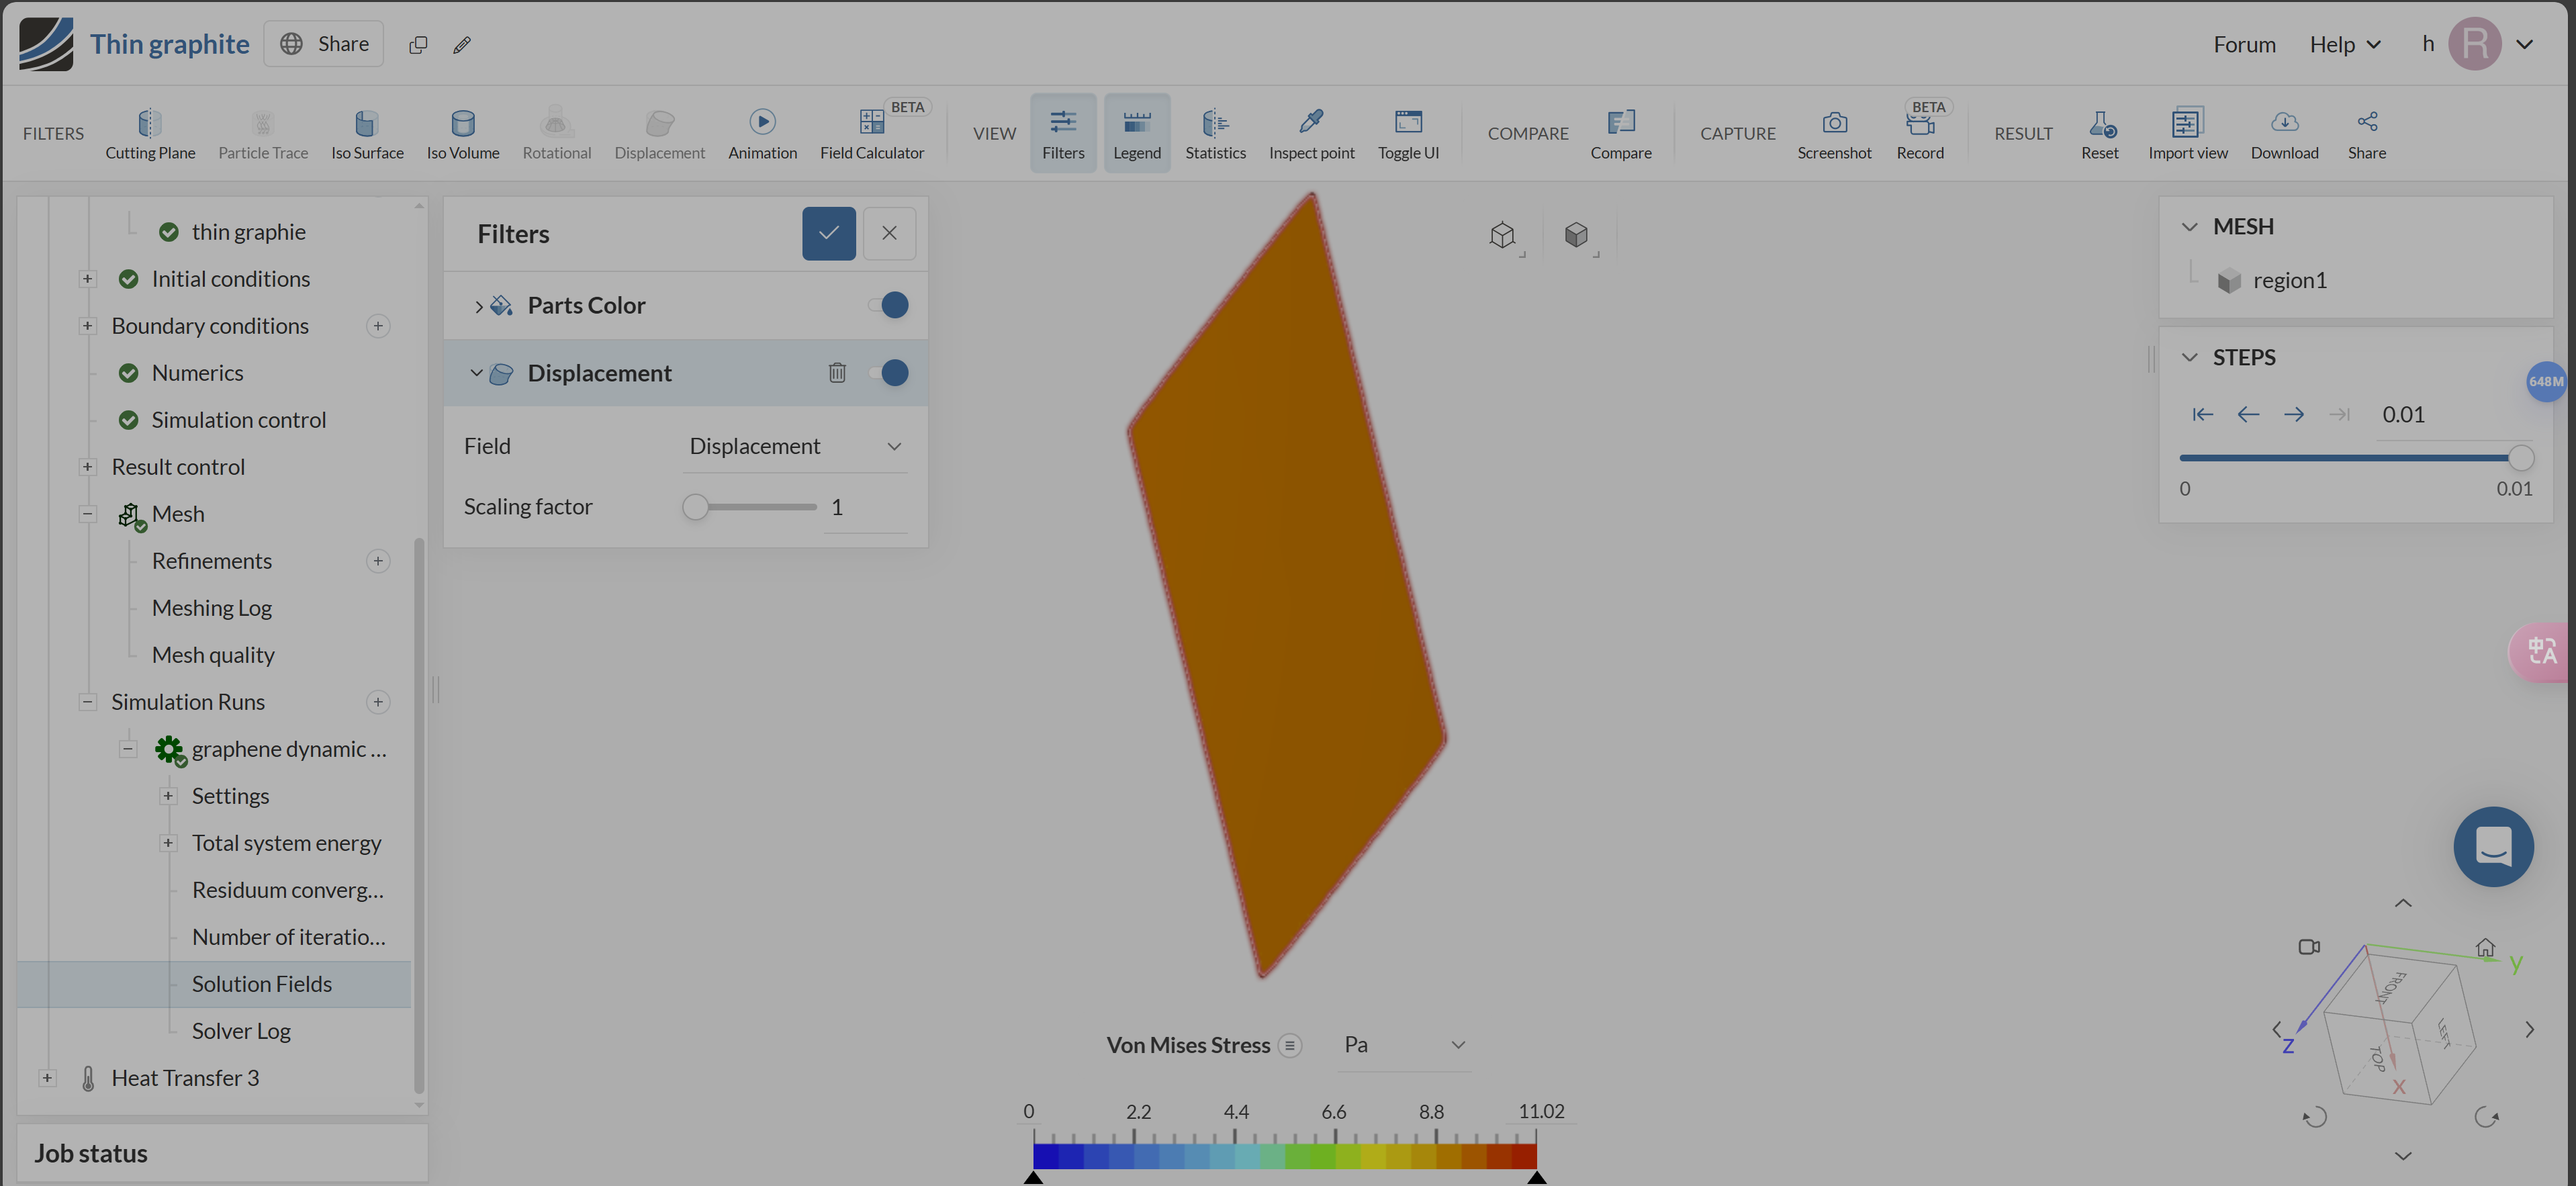 Thin graphite
Share
Forum
Help
h
R
FILTERS
Cutting Plane
Particle Trace
Iso Surface
Iso Volume
Rotational
Displacement
Animation
BETA
Field Calculator
VIEW
Filters
Legend
Statistics
Inspect point
Toggle UI
COMPARE
Compare
CAPTURE
Screenshot
BETA
Record
RESULT
Reset
Import view
Download
Share
thin graphie
Initial conditions
Boundary conditions
Numerics
Simulation control
Result control
Mesh
Refinements
Meshing Log
Mesh quality
Simulation Runs
graphene dynamic ...
Settings
Total system energy
Residuum converg...
Number of iteratio...
Solution Fields
Solver Log
Heat Transfer 3
Job status
Filters
Parts Color
Displacement
Field Displacement
Scaling factor 1
MESH
region1
STEPS
0.01
0 0.01
648M
中A
Von Mises Stress Pa
0 2.2 4.4 6.6 8.8 11.02
y
z
x
FRONT
LEFT
TOP